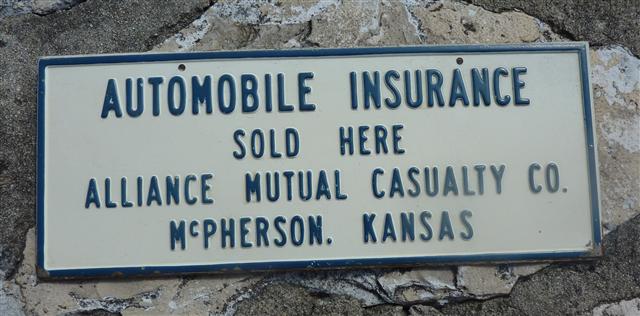 AUTOMOBILE INSURANCE
SOLD HERE
ALLIANCE MUTUAL CASUALTY CO.
McPHERSON. KANSAS